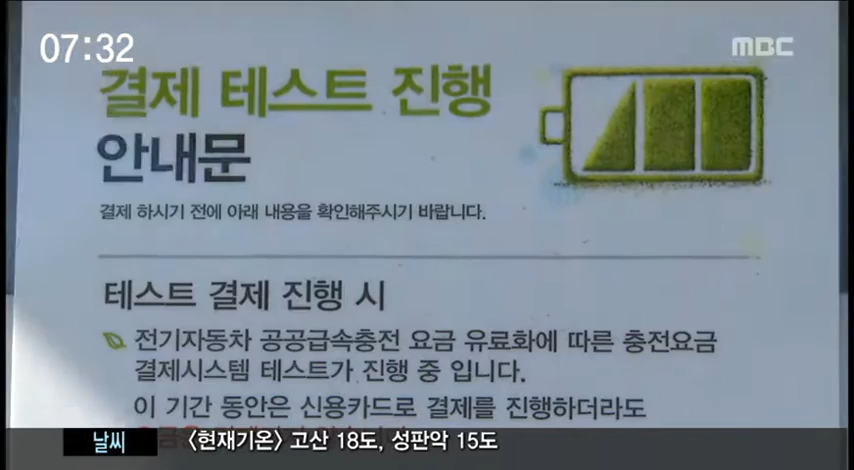 07:32
MBC
결제 테스트 진행
안내문
결제 하시기 전에 아래 내용을 확인해주시기 바랍니다.
테스트 결제 진행 시
전기자동차 공공급속충전 요금 유료화에 따른 충전요금
결제시스템 테스트가 진행 중 입니다.
이 기간 동안은 신용카드로 결제를 진행하더라도
날씨 〈현재기온〉 고산 18도, 성판악 15도